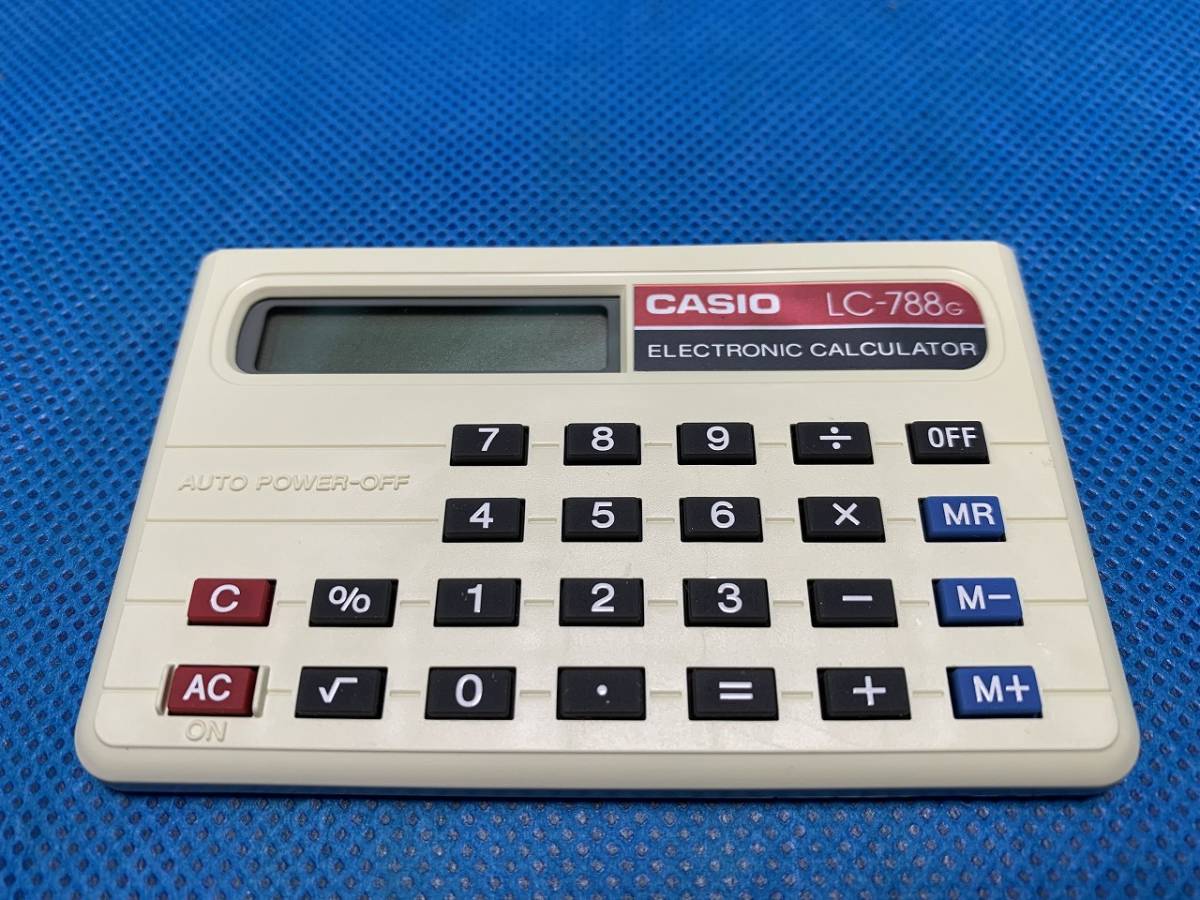 CASIO LC-788G
ELECTRONIC CALCULATOR
7 8 9 ÷ OFF
AUTO POWER-OFF
4 5 6 × MR
C % 1 2 3 − M−
AC √ 0 · = + M+
ON